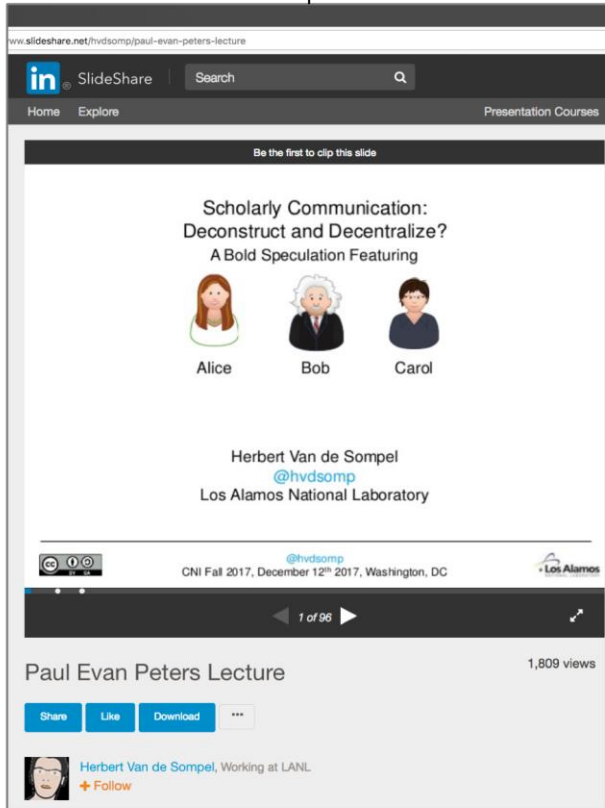 ww.slideshare.net/hvdsomp/paul-evan-peters-lecture
in® SlideShare Search
Home Explore Presentation Courses
Be the first to clip this slide
Scholarly Communication:
Deconstruct and Decentralize?
A Bold Speculation Featuring
Alice Bob Carol
Herbert Van de Sompel
@hvdsomp
Los Alamos National Laboratory
cc BY SA
@hvdsomp
CNI Fall 2017, December 12th 2017, Washington, DC
Los Alamos
1 of 96
Paul Evan Peters Lecture 1,809 views
Share Like Download ...
Herbert Van de Sompel, Working at LANL
+ Follow